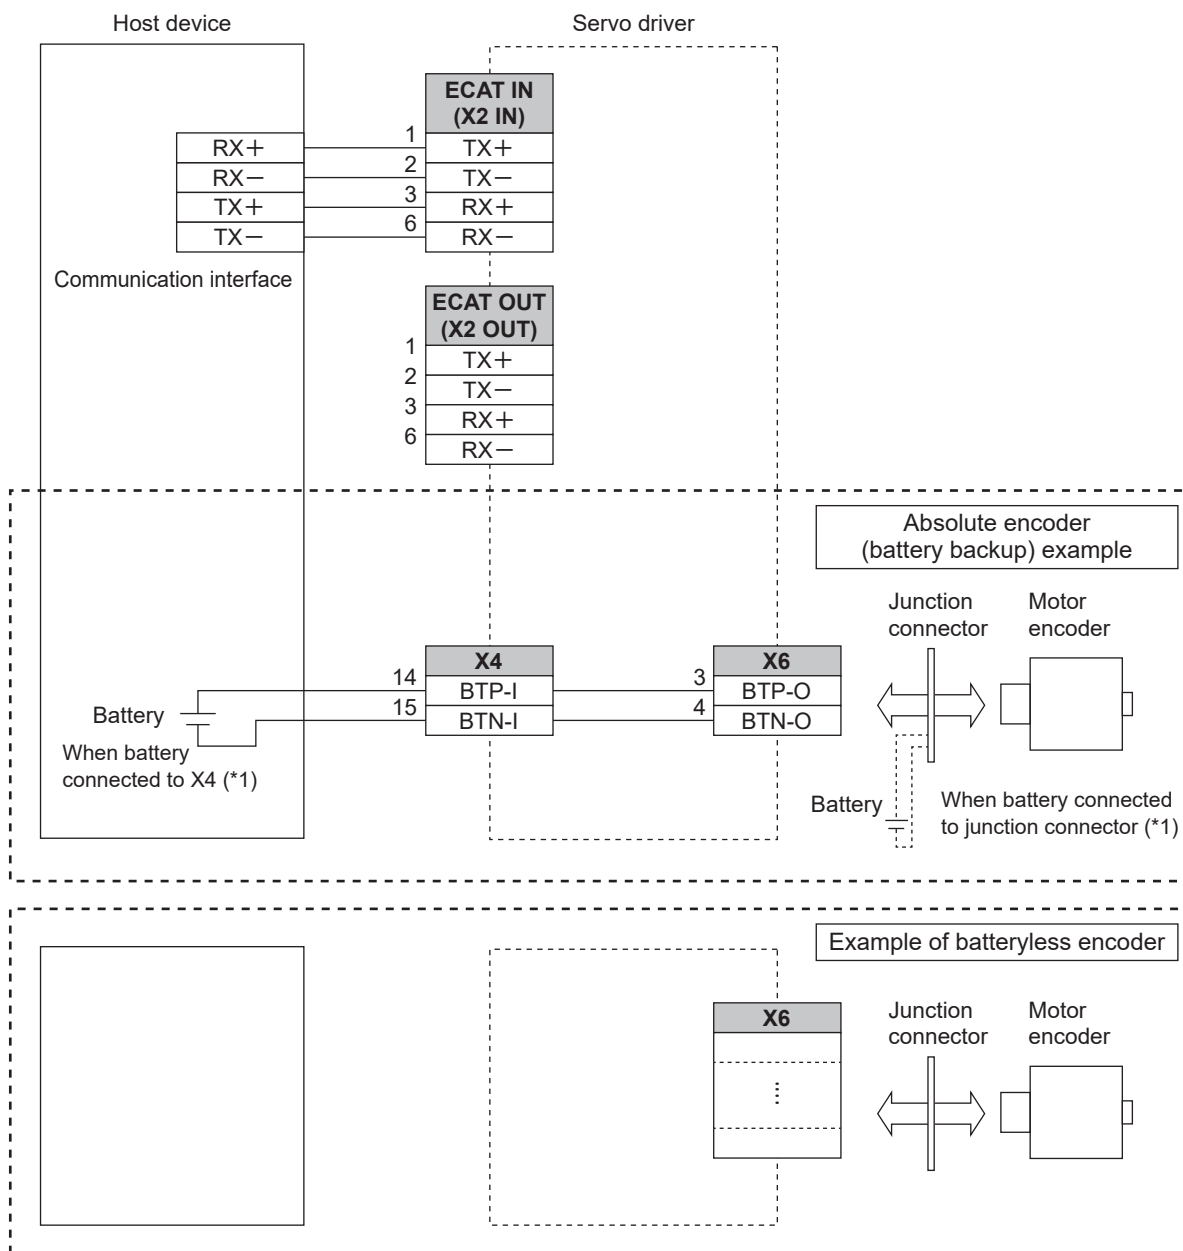 Host device
Servo driver
ECAT IN
(X2 IN)
RX+
1
TX+
RX−
2
TX−
TX+
3
RX+
TX−
6
RX−
Communication interface
ECAT OUT
(X2 OUT)
1
TX+
2
TX−
3
RX+
6
RX−
Absolute encoder
(battery backup) example
Junction
connector
Motor
encoder
X4
X6
14
BTP-I
3
BTP-O
15
BTN-I
4
BTN-O
Battery
When battery
connected to X4 (*1)
Battery
When battery connected
to junction connector (*1)
Example of batteryless encoder
X6
Junction
connector
Motor
encoder